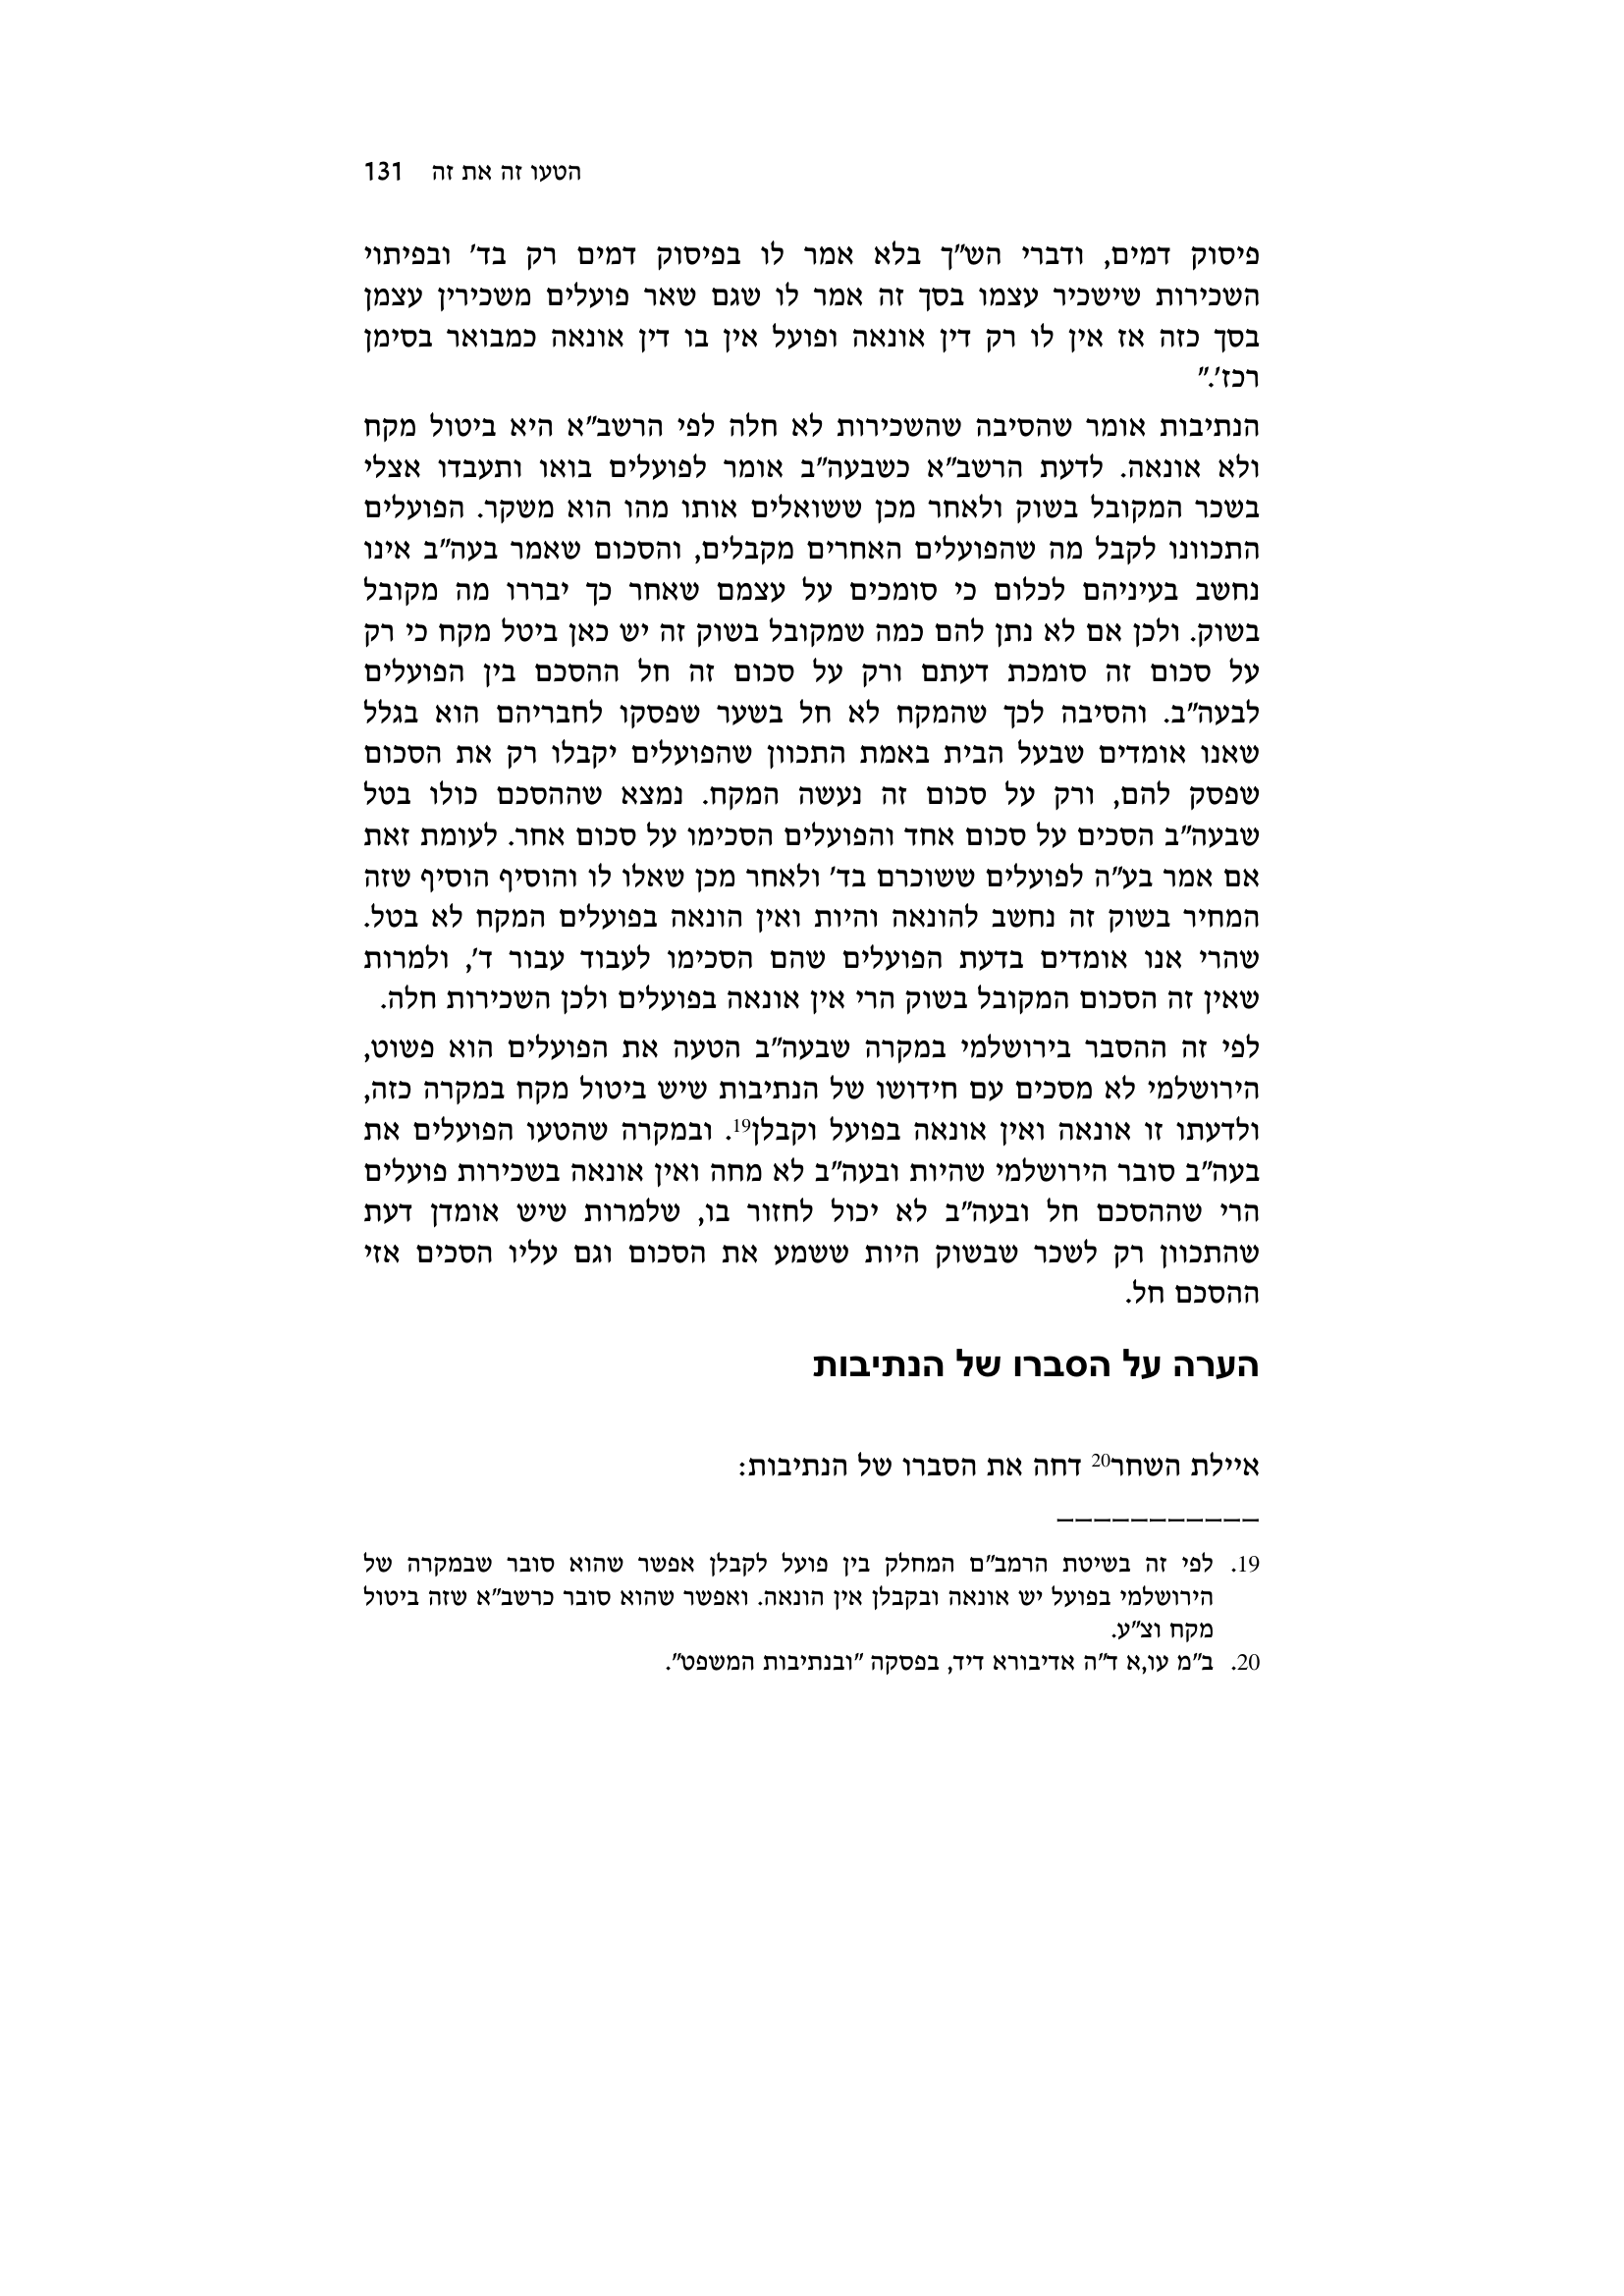 הטעו זה את זה 131
פיסוק דמים, ודברי הש"ך בלא אמר לו בפיסוק דמים רק בד' ובפיתוי
השכירות שישכיר עצמו בסך זה אמר לו שגם שאר פועלים משכירין עצמן
בסך כזה אז אין לו רק דין אונאה ופועל אין בו דין אונאה כמבואר בסימן
רכז'."
הנתיבות אומר שהסיבה שהשכירות לא חלה לפי הרשב"א היא ביטול מקח
ולא אונאה. לדעת הרשב"א כשבעה"ב אומר לפועלים בואו ותעבדו אצלי
בשכר המקובל בשוק ולאחר מכן ששואלים אותו מהו הוא משקר. הפועלים
התכוונו לקבל מה שהפועלים האחרים מקבלים, והסכום שאמר בעה"ב אינו
נחשב בעיניהם לכלום כי סומכים על עצמם שאחר כך יבררו מה מקובל
בשוק. ולכן אם לא נתן להם כמה שמקובל בשוק זה יש כאן ביטל מקח כי רק
על סכום זה סומכת דעתם ורק על סכום זה חל ההסכם בין הפועלים
לבעה"ב. והסיבה לכך שהמקח לא חל בשער שפסקו לחבריהם הוא בגלל
שאנו אומדים שבעל הבית באמת התכוון שהפועלים יקבלו רק את הסכום
שפסק להם, ורק על סכום זה נעשה המקח. נמצא שההסכם כולו בטל
שבעה"ב הסכים על סכום אחד והפועלים הסכימו על סכום אחר. לעומת זאת
אם אמר בע"ה לפועלים ששוכרם בד' ולאחר מכן שאלו לו והוסיף הוסיף שזה
המחיר בשוק זה נחשב להונאה והיות ואין הונאה בפועלים המקח לא בטל.
שהרי אנו אומדים בדעת הפועלים שהם הסכימו לעבוד עבור ד', ולמרות
שאין זה הסכום המקובל בשוק הרי אין אונאה בפועלים ולכן השכירות חלה.
לפי זה ההסבר בירושלמי במקרה שבעה"ב הטעה את הפועלים הוא פשוט,
הירושלמי לא מסכים עם חידושו של הנתיבות שיש ביטול מקח במקרה כזה,
ולדעתו זו אונאה ואין אונאה בפועל וקבלן19. ובמקרה שהטעו הפועלים את
בעה"ב סובר הירושלמי שהיות ובעה"ב לא מחה ואין אונאה בשכירות פועלים
הרי שההסכם חל ובעה"ב לא יכול לחזור בו, שלמרות שיש אומדן דעת
שהתכוון רק לשכר שבשוק היות ששמע את הסכום וגם עליו הסכים אזי
ההסכם חל.
הערה על הסברו של הנתיבות
איילת השחר20 דחה את הסברו של הנתיבות:
–––––––––––
19. לפי זה בשיטת הרמב"ם המחלק בין פועל לקבלן אפשר שהוא סובר שבמקרה של
הירושלמי בפועל יש אונאה ובקבלן אין הונאה. ואפשר שהוא סובר כרשב"א שזה ביטול
מקח וצ"ע.
20. ב"מ עו,א ד"ה אדיבורא דיד, בפסקה "ובנתיבות המשפט".